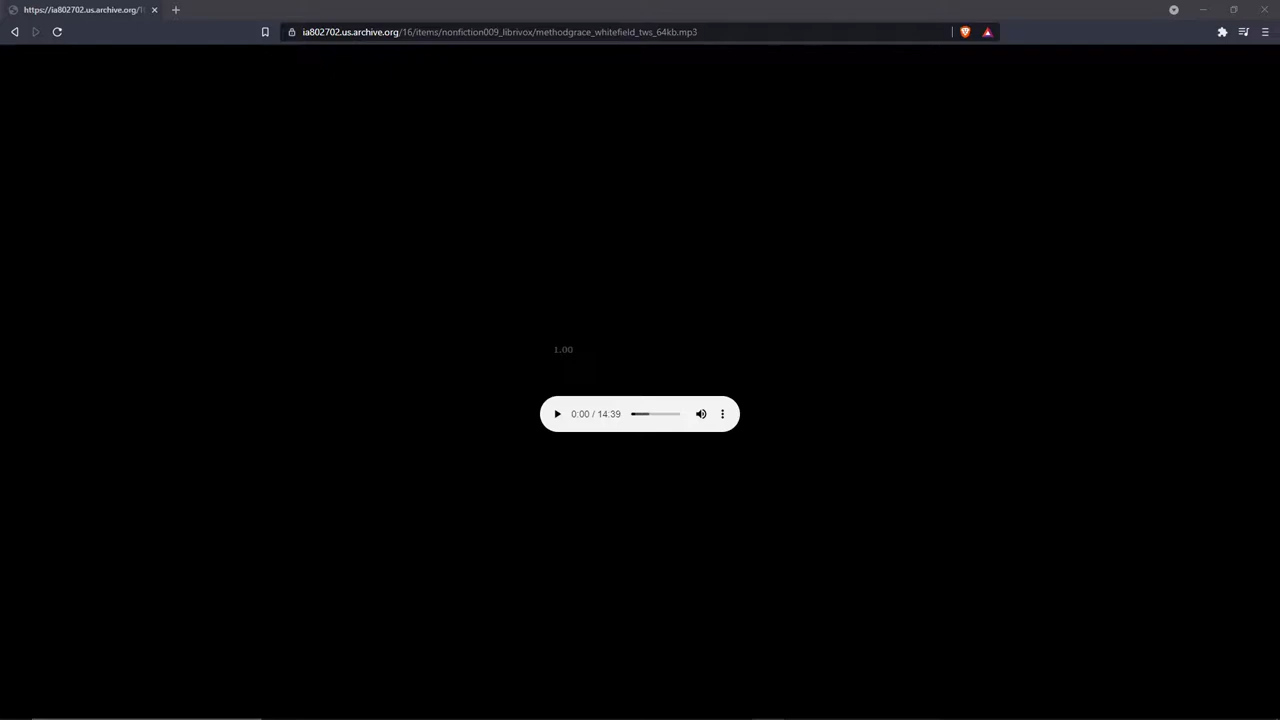 https://ia802702.us.archive.org/1
ia802702.us.archive.org/16/items/nonfiction009_librivox/methodgrace_whitefield_tws_64kb.mp3
1.00
0:00 / 14:39